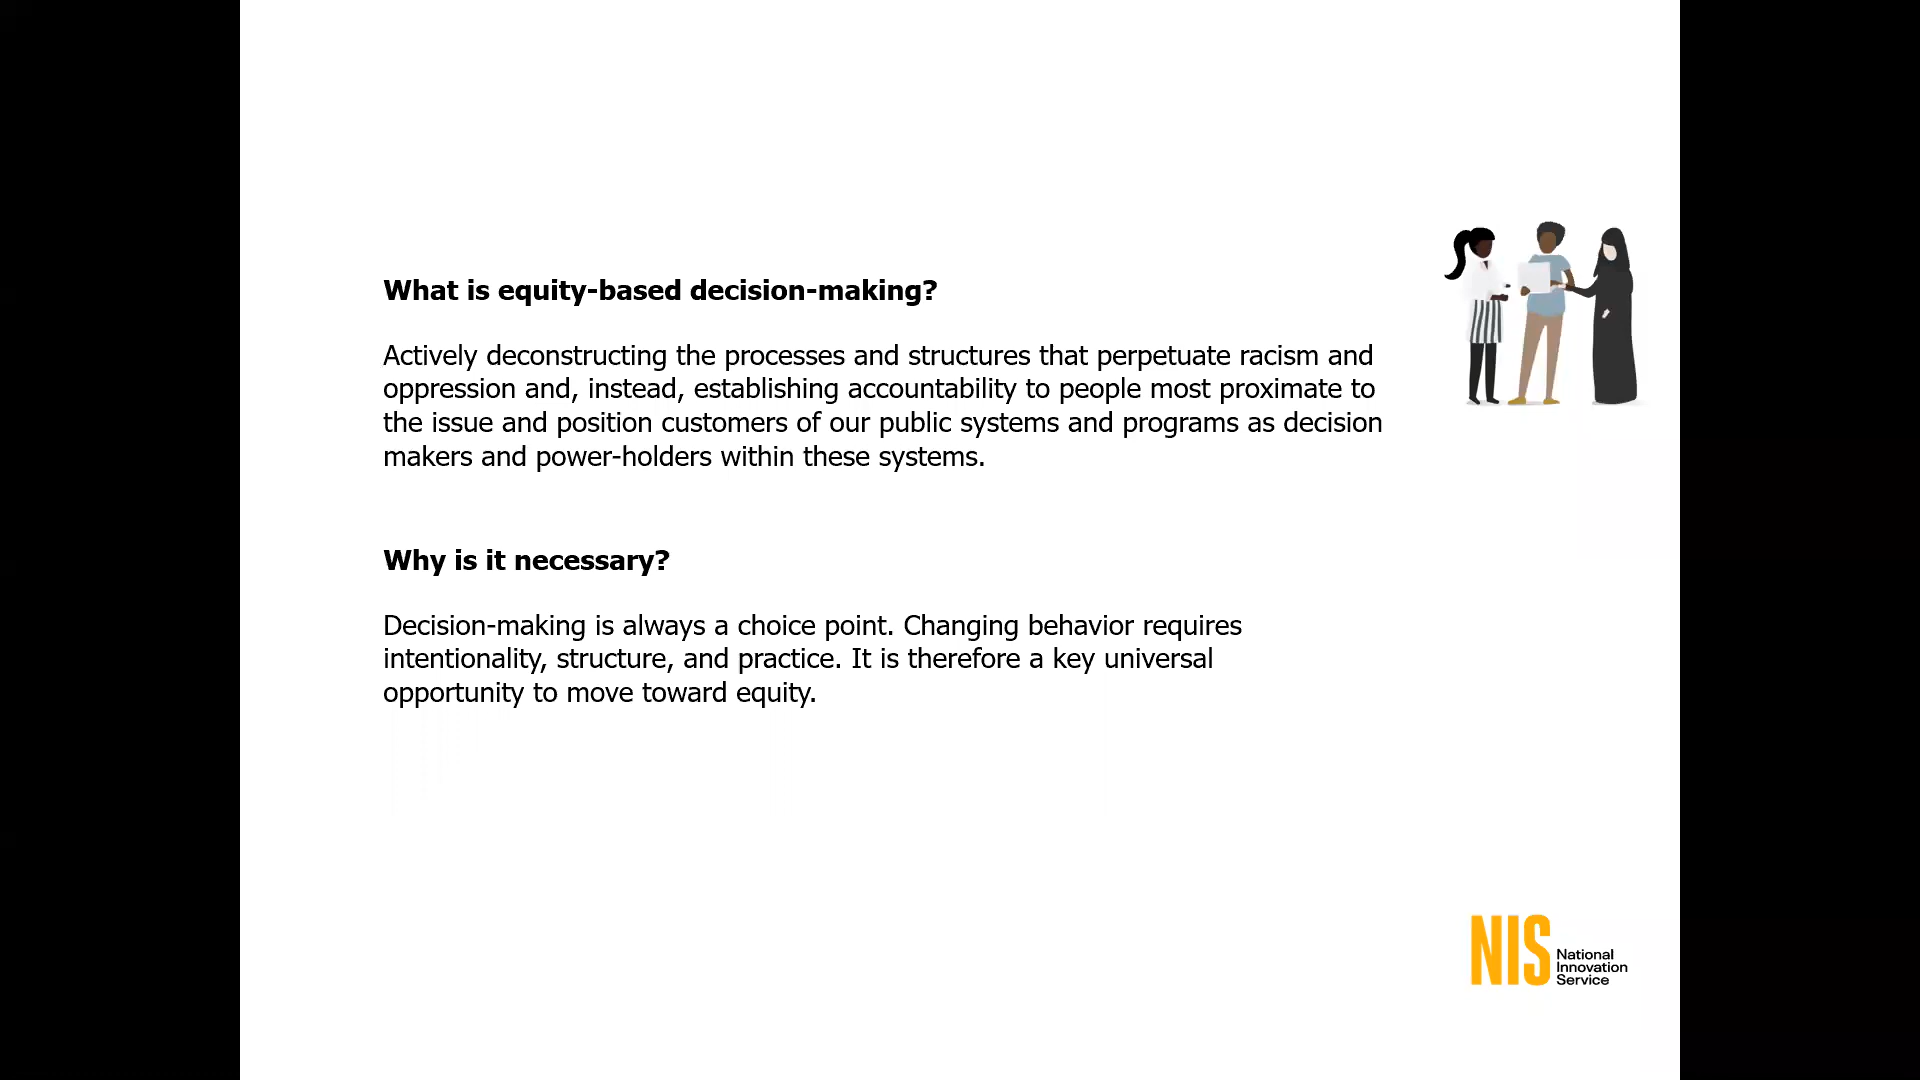 What is equity-based decision-making?
Actively deconstructing the processes and structures that perpetuate racism and
oppression and, instead, establishing accountability to people most proximate to
the issue and position customers of our public systems and programs as decision
makers and power-holders within these systems.
Why is it necessary?
Decision-making is always a choice point. Changing behavior requires
intentionality, structure, and practice. It is therefore a key universal
opportunity to move toward equity.
NIS
National
Innovation
Service